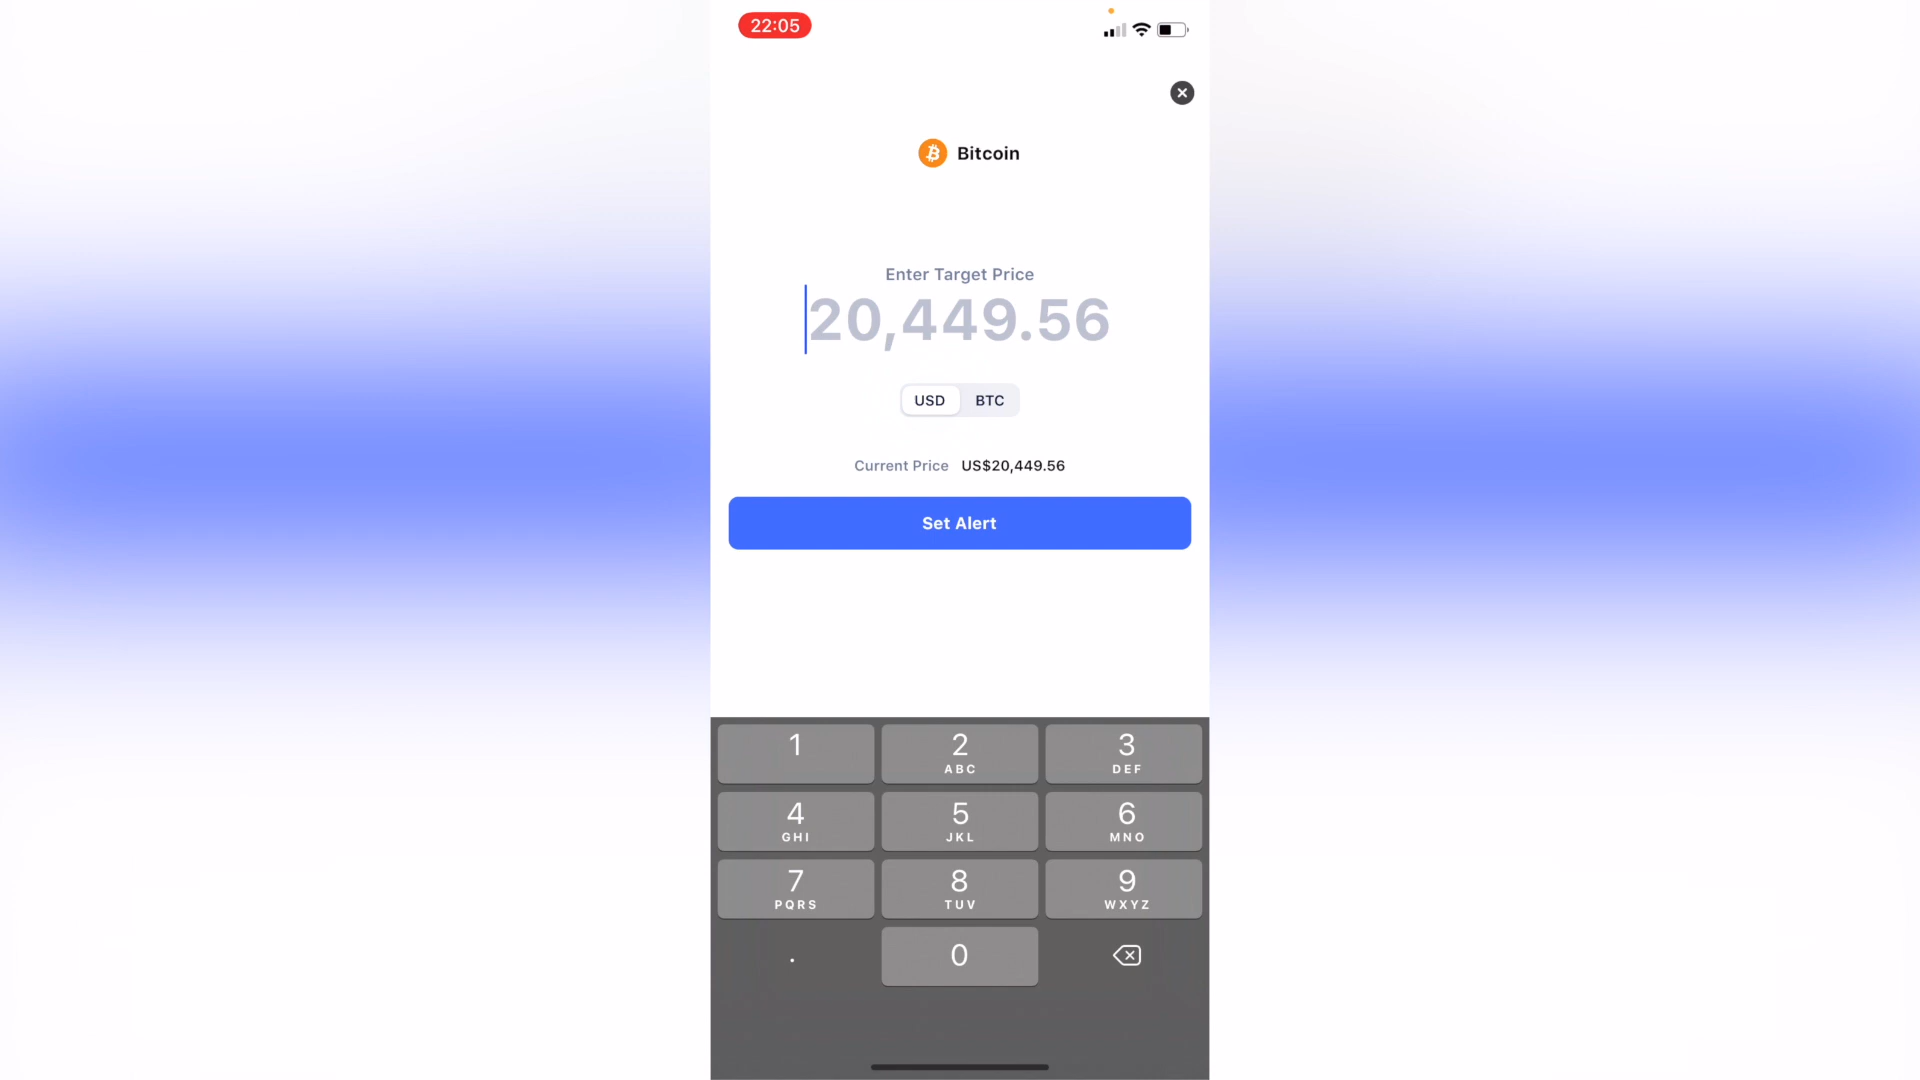 22:05
Bitcoin
Enter Target Price
20,449.56
USD BTC
Current Price US$20,449.56
Set Alert
1 2 3
ABC DEF
4 5 6
GHI JKL MNO
7 8 9
PQRS TUV WXYZ
. 0